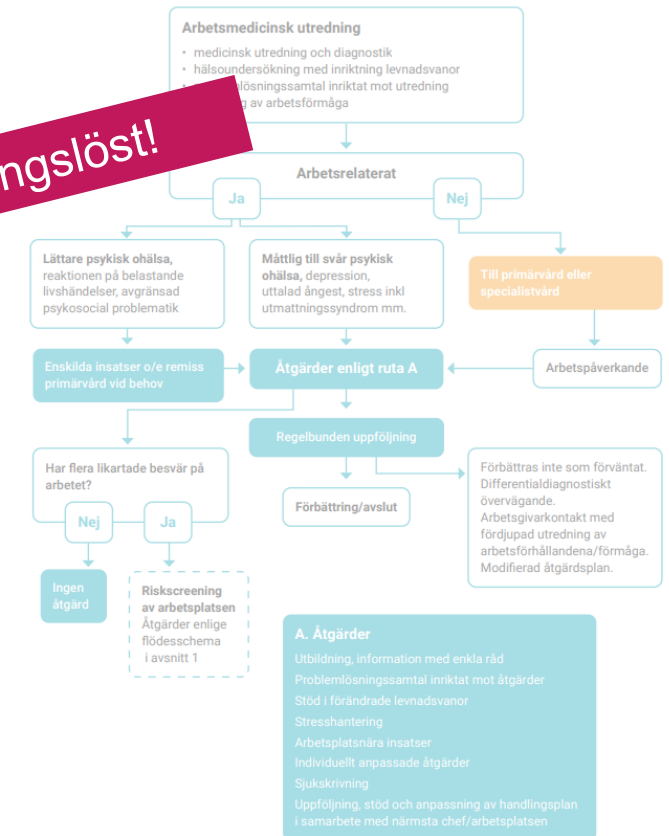 Arbetsmedicinsk utredning
• medicinsk utredning och diagnostik
• hälsoundersökning med inriktning levnadsvanor
lösningssamtal inriktat mot utredning
av arbetsförmåga
ngslöst!
Arbetsrelaterat
Ja
Nej
Lättare psykisk ohälsa,
reaktionen på belastande
livshändelser, avgränsad
psykosocial problematik
Måttlig till svår psykisk
ohälsa, depression,
uttalad ångest, stress inkl
utmattningssyndrom mm.
Till primärvård eller
specialistvård
Enskilda insatser o/e remiss
primärvård vid behov
Åtgärder enligt ruta A
Arbetspåverkande
Regelbunden uppföljning
Har flera likartade besvär på
arbetet?
Nej
Ja
Förbättring/avslut
Förbättras inte som förväntat.
Differentialdiagnostiskt
övervägande.
Arbetsgivarkontakt med
fördjupad utredning av
arbetsförhållandena/förmåga.
Modifierad åtgärdsplan.
Ingen
åtgärd
Riskscreening
av arbetsplatsen
Åtgärder enlige
flödesschema
i avsnitt 1
A. Åtgärder
Utbildning, information med enkla råd
Problemlösningssamtal inriktat mot åtgärder
Stöd i förändrade levnadsvanor
Stresshantering
Arbetsplatsnära insatser
Individuellt anpassade åtgärder
Sjukskrivning
Uppföljning, stöd och anpassning av handlingsplan
i samarbete med närmsta chef/arbetsplatsen